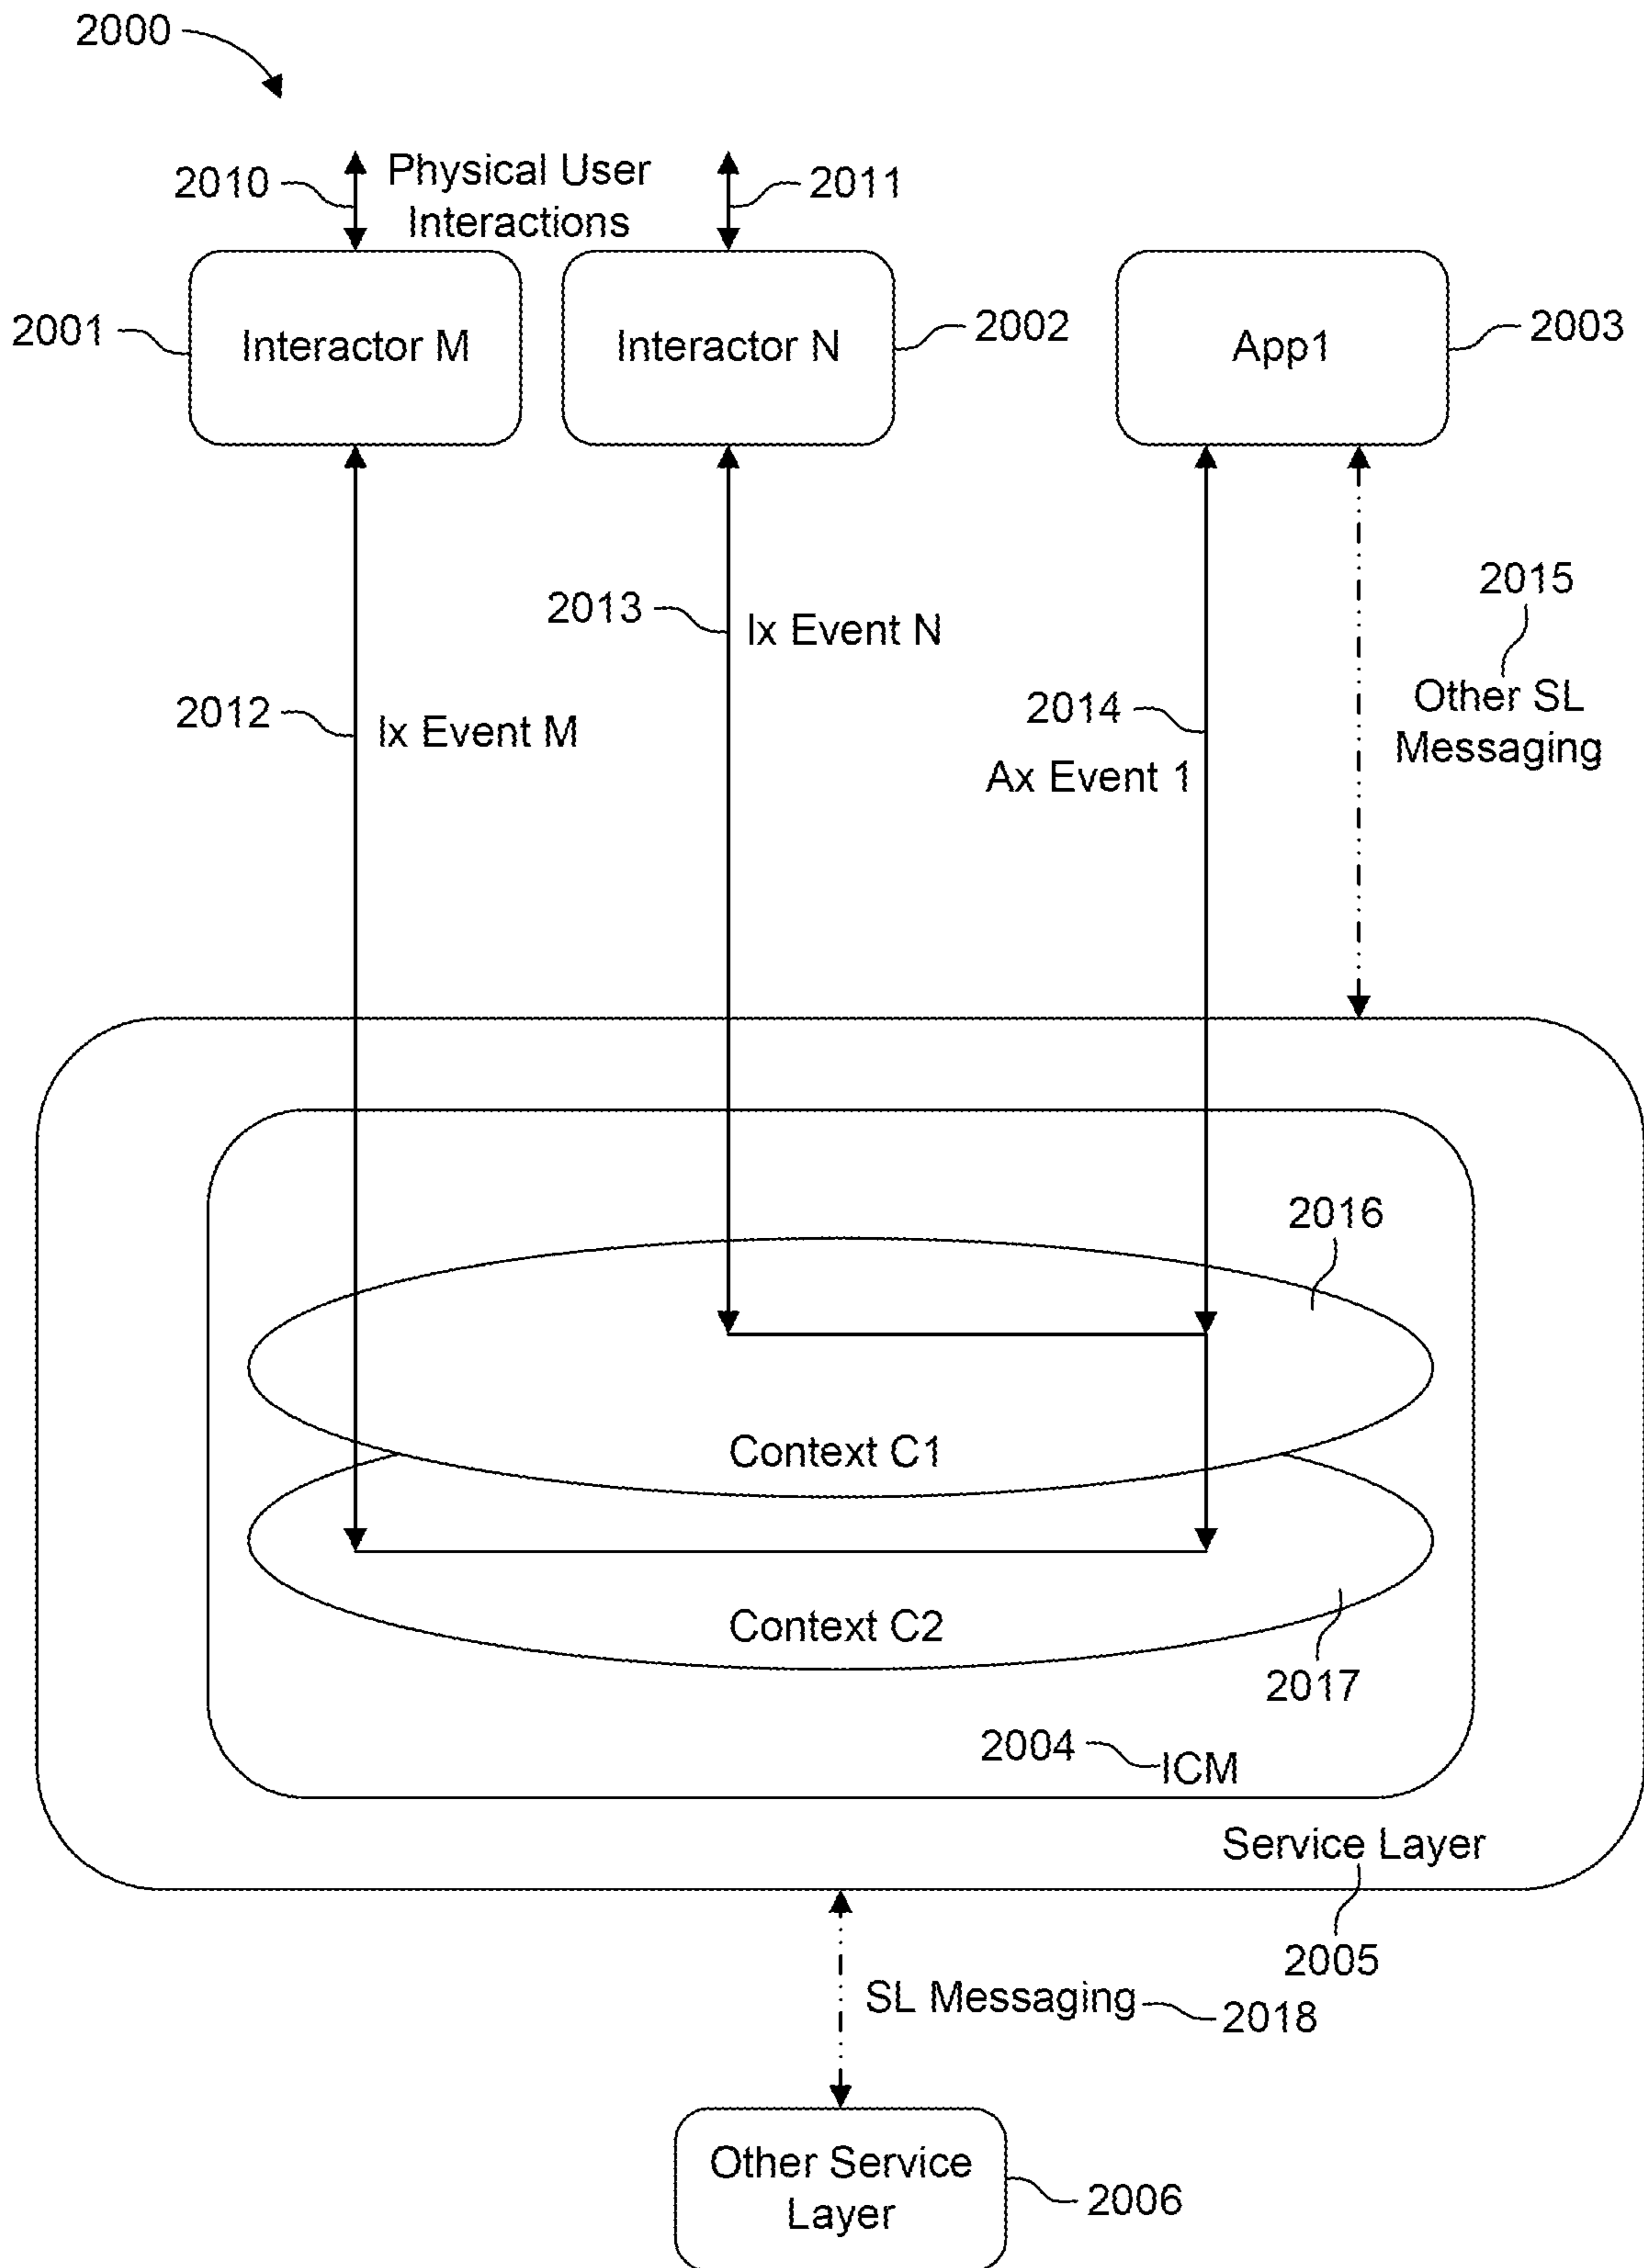 2000
2010
Physical User
Interactions
2011
2001
Interactor M
Interactor N
2002
App1
2003
2013
Ix Event N
2015
Other SL
Messaging
2012
Ix Event M
2014
Ax Event 1
2016
Context C1
Context C2
2017
2004
ICM
Service Layer
2005
SL Messaging
2018
Other Service
Layer
2006